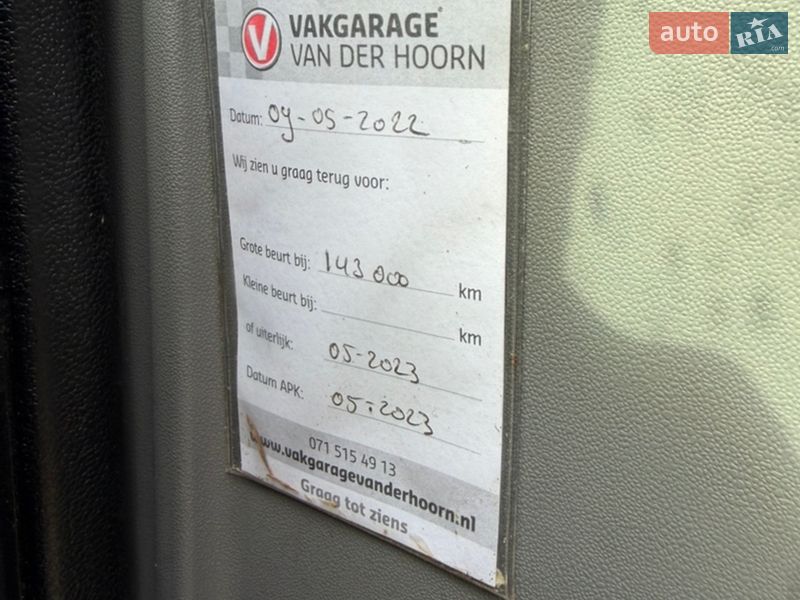 VAKGARAGE
VAN DER HOORN
Datum: 09-05-2022
Wij zien u graag terug voor:
Grote beurt bij: 143 000 km
Kleine beurt bij: km
of uiterlijk: 05-2023
Datum APK: 05-2023
071 515 49 13
www.vakgaragevanderhoorn.nl
Graag tot ziens
auto RIA .com